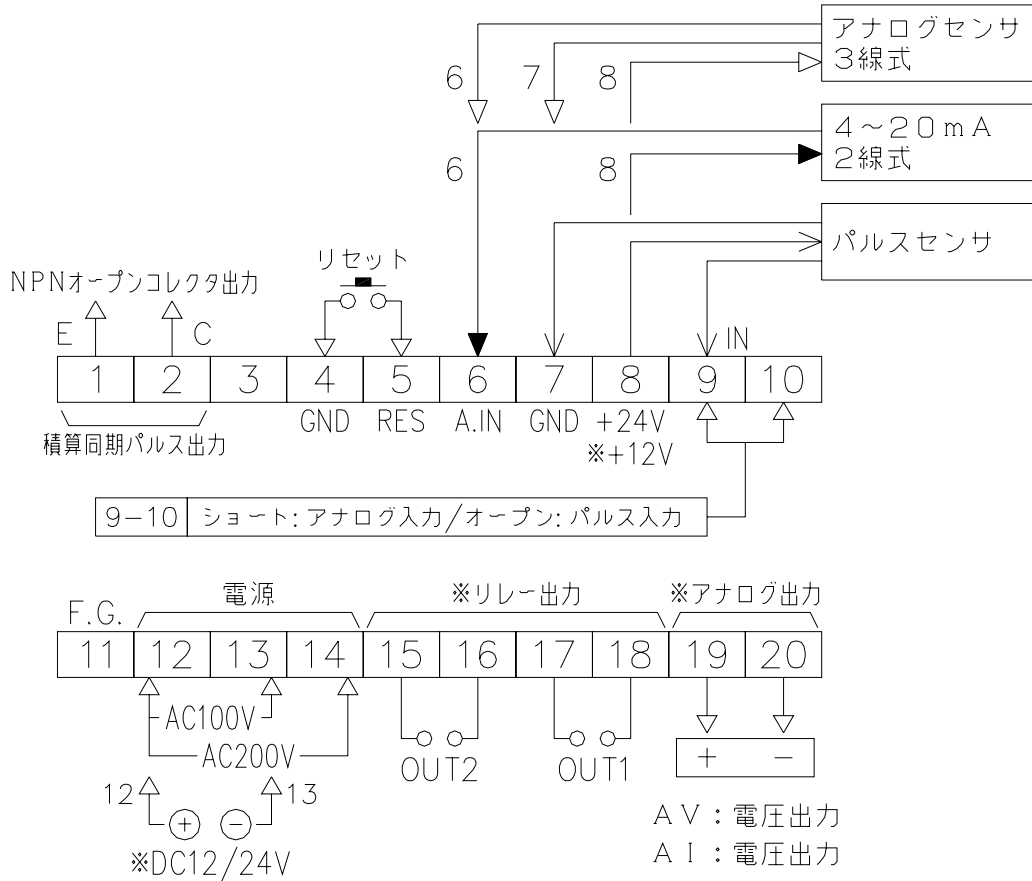 アナログセンサ
3線式
6 7 8
4～20mA
2線式
6 8
パルスセンサ
リセット
NPNオープンコレクタ出力
E C IN
1 2 3 4 5 6 7 8 9 10
GND RES A.IN GND +24V
※+12V
積算同期パルス出力
9-10 ショート:アナログ入力/オープン:パルス入力
電源 ※リレー出力 ※アナログ出力
F.G.
11 12 13 14 15 16 17 18 19 20
AC100V
AC200V
OUT2 OUT1 + -
12 13
+ -
※DC12/24V
AV:電圧出力
AI:電圧出力